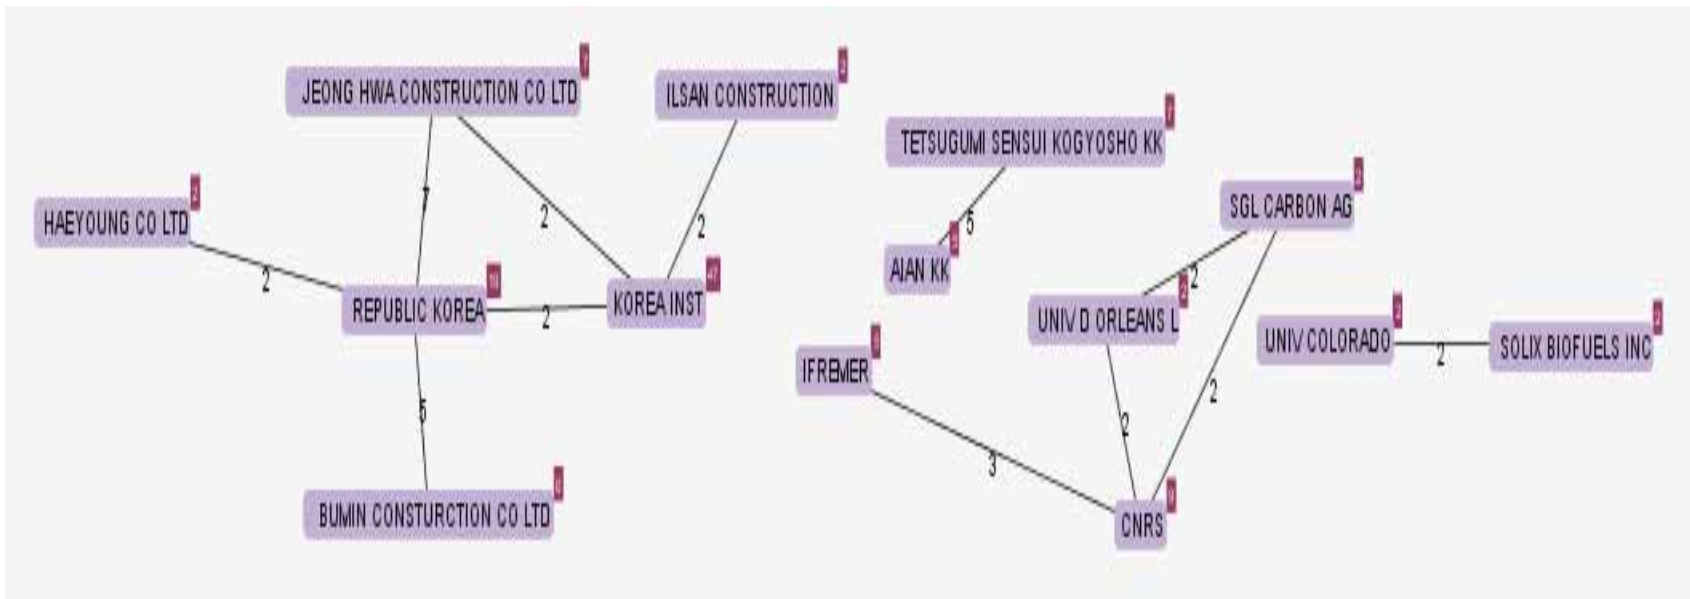 JEONG HWA CONSTRUCTION CO LTD
ILSAN CONSTRUCTION
HAEYOUNG CO LTD
REPUBLIC KOREA
KOREA INST
BUMIN CONSTURCTION CO LTD
7
2
2
2
2
5
TETSUGUMI SENSUI KOGYOSHO KK
AIAN KK
5
SGL CARBON AG
UNIV D ORLEANS L
IFREMER
CNRS
2
2
2
3
UNIV COLORADO
2
SOLIX BIOFUELS INC